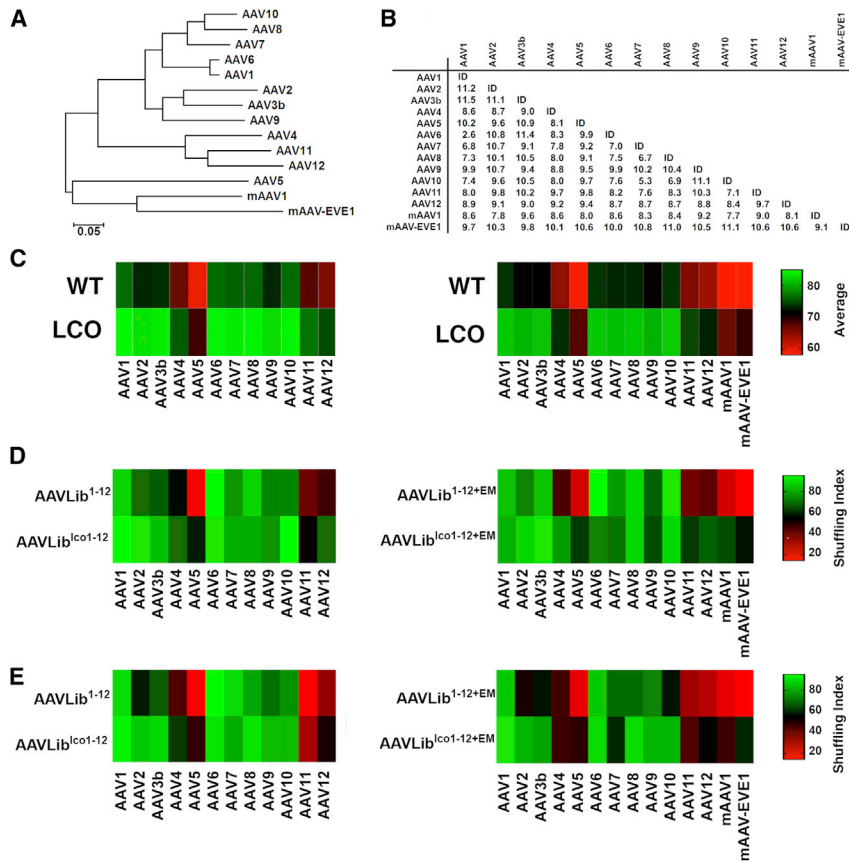 A
AAV10
AAV8
AAV7
AAV6
AAV1
AAV2
AAV3b
AAV9
AAV4
AAV11
AAV12
AAV5
mAAV1
mAAV-EVE1
0.05
B
AAV1 AAV2 AAV3b AAV4 AAV5 AAV6 AAV7 AAV8 AAV9 AAV10 AAV11 AAV12 mAAV1 mAAV-EVE1
AAV1 ID
AAV2 11.2 ID
AAV3b 11.5 11.1 ID
AAV4 8.6 8.7 9.0 ID
AAV5 10.2 9.6 10.9 8.1 ID
AAV6 2.6 10.8 11.4 8.3 9.9 ID
AAV7 6.8 10.7 9.1 7.8 9.2 7.0 ID
AAV8 7.3 10.1 10.5 8.0 9.1 7.5 6.7 ID
AAV9 9.9 10.7 9.4 8.8 9.5 9.9 10.2 10.4 ID
AAV10 7.4 9.6 10.5 8.0 9.7 7.6 5.3 6.9 11.1 ID
AAV11 8.0 9.8 10.2 9.7 9.8 8.2 7.6 8.3 10.3 7.1 ID
AAV12 8.9 9.1 9.0 9.2 9.4 8.7 8.7 8.7 8.8 8.4 9.7 ID
mAAV1 8.6 7.8 9.6 8.6 8.0 8.6 8.3 8.4 9.2 7.7 9.0 8.1 ID
mAAV-EVE1 9.7 10.3 9.8 10.1 10.6 10.0 10.8 11.0 10.5 11.1 10.6 10.6 9.1 ID
C
WT
LCO
AAV1 AAV2 AAV3b AAV4 AAV5 AAV6 AAV7 AAV8 AAV9 AAV10 AAV11 AAV12
WT
LCO
AAV1 AAV2 AAV3b AAV4 AAV5 AAV6 AAV7 AAV8 AAV9 AAV10 AAV11 AAV12 mAAV1 mAAV-EVE1
80
70
60
Average
D
AAVLib1-12
AAVLiblco1-12
AAV1 AAV2 AAV3b AAV4 AAV5 AAV6 AAV7 AAV8 AAV9 AAV10 AAV11 AAV12
AAVLib1-12+EM
AAVLiblco1-12+EM
AAV1 AAV2 AAV3b AAV4 AAV5 AAV6 AAV7 AAV8 AAV9 AAV10 AAV11 AAV12 mAAV1 mAAV-EVE1
80
60
40
20
Shuffling Index
E
AAVLib1-12
AAVLiblco1-12
AAV1 AAV2 AAV3b AAV4 AAV5 AAV6 AAV7 AAV8 AAV9 AAV10 AAV11 AAV12
AAVLib1-12+EM
AAVLiblco1-12+EM
AAV1 AAV2 AAV3b AAV4 AAV5 AAV6 AAV7 AAV8 AAV9 AAV10 AAV11 AAV12 mAAV1 mAAV-EVE1
80
60
40
20
Shuffling Index